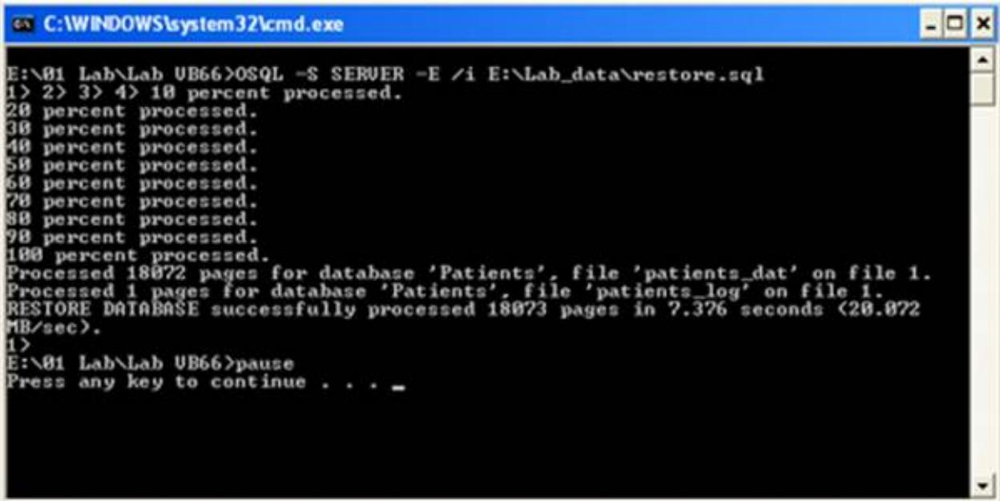 C:\WINDOWS\system32\cmd.exe
E:\01 Lab\Lab VB66>OSQL -S SERVER -E /i E:\Lab_data\restore.sql
1> 2> 3> 4> 10 percent processed.
20 percent processed.
30 percent processed.
40 percent processed.
50 percent processed.
60 percent processed.
70 percent processed.
80 percent processed.
90 percent processed.
100 percent processed.
Processed 18072 pages for database 'Patients', file 'patients_dat' on file 1.
Processed 1 pages for database 'Patients', file 'patients_log' on file 1.
RESTORE DATABASE successfully processed 18073 pages in 7.376 seconds (20.072
MB/sec).
1>
E:\01 Lab\Lab VB66>pause
Press any key to continue . . . _